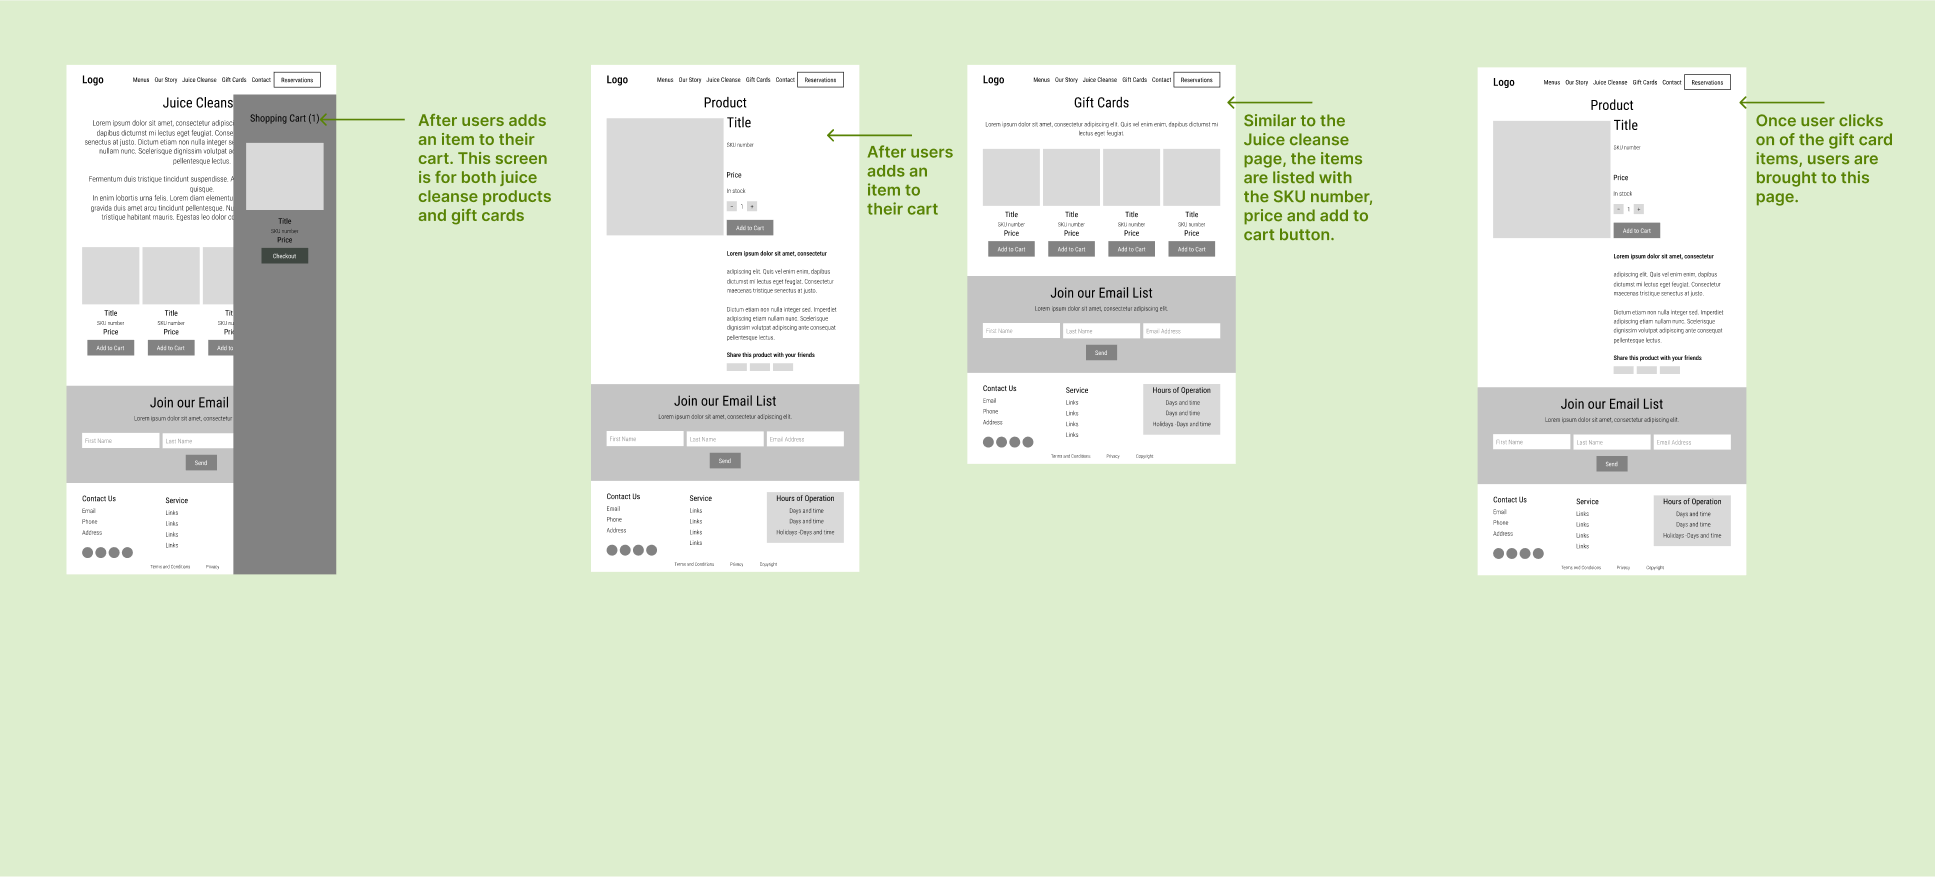 Logo
Menus Our Story Juice Cleanse Gift Cards Contact Reservations
Juice Cleans
Lorem ipsum dolor sit amet, consectetur adipisc
dapibus dictumst mi lectus eget feugiat. Conse
senectus at justo. Dictum etiam non nulla integer se
nullam nunc. Scelerisque dignissim volutpat a
pellentesque lectus.
Fermentum duis tristique tincidunt suspendisse. A
quisque.
In enim lobortis urna felis. Lorem diam elementu
gravida duis amet arcu tincidunt pellentesque. Nu
tristique habitant mauris. Egestas leo dolor co
Title
SKU number
Price
Add to Cart
Title
SKU number
Price
Add to Cart
Tit
SKU nu
Pri
Add to
Join our Email
Lorem ipsum dolor sit amet, consectetur
First Name
Last Name
Send
Contact Us
Email
Phone
Address
Service
Links
Links
Links
Links
Terms and Conditions Privacy
Shopping Cart (1)
Title
SKU number
Price
Checkout
After users adds
an item to their
cart. This screen
is for both juice
cleanse products
and gift cards
Logo
Menus Our Story Juice Cleanse Gift Cards Contact Reservations
Product
Title
SKU number
Price
In stock
- 1 +
Add to Cart
Lorem ipsum dolor sit amet, consectetur
adipiscing elit. Quis vel enim enim, dapibus
dictumst mi lectus eget feugiat. Consectetur
maecenas tristique senectus at justo.
Dictum etiam non nulla integer sed. Imperdiet
adipiscing etiam nullam nunc. Scelerisque
dignissim volutpat adipiscing ante consequat
pellentesque lectus.
Share this product with your friends
Join our Email List
Lorem ipsum dolor sit amet, consectetur adipiscing elit.
First Name
Last Name
Email Address
Send
Contact Us
Email
Phone
Address
Service
Links
Links
Links
Links
Hours of Operation
Days and time
Days and time
Holidays -Days and time
Terms and Conditions Privacy Copyright
After users
adds an
item to
their cart
Logo
Menus Our Story Juice Cleanse Gift Cards Contact Reservations
Gift Cards
Lorem ipsum dolor sit amet, consectetur adipiscing elit. Quis vel enim enim, dapibus dictumst mi
lectus eget feugiat.
Title
SKU number
Price
Add to Cart
Title
SKU number
Price
Add to Cart
Title
SKU number
Price
Add to Cart
Title
SKU number
Price
Add to Cart
Join our Email List
Lorem ipsum dolor sit amet, consectetur adipiscing elit.
First Name
Last Name
Email Address
Send
Contact Us
Email
Phone
Address
Service
Links
Links
Links
Links
Hours of Operation
Days and time
Days and time
Holidays -Days and time
Terms and Conditions Privacy Copyright
Similar to the
Juice cleanse
page, the items
are listed with
the SKU number,
price and add to
cart button.
Logo
Menus Our Story Juice Cleanse Gift Cards Contact Reservations
Product
Title
SKU number
Price
In stock
- 1 +
Add to Cart
Lorem ipsum dolor sit amet, consectetur
adipiscing elit. Quis vel enim enim, dapibus
dictumst mi lectus eget feugiat. Consectetur
maecenas tristique senectus at justo.
Dictum etiam non nulla integer sed. Imperdiet
adipiscing etiam nullam nunc. Scelerisque
dignissim volutpat adipiscing ante consequat
pellentesque lectus.
Share this product with your friends
Join our Email List
Lorem ipsum dolor sit amet, consectetur adipiscing elit.
First Name
Last Name
Email Address
Send
Contact Us
Email
Phone
Address
Service
Links
Links
Links
Links
Hours of Operation
Days and time
Days and time
Holidays -Days and time
Terms and Conditions Privacy Copyright
Once user clicks
on of the gift card
items, users are
brought to this
page.